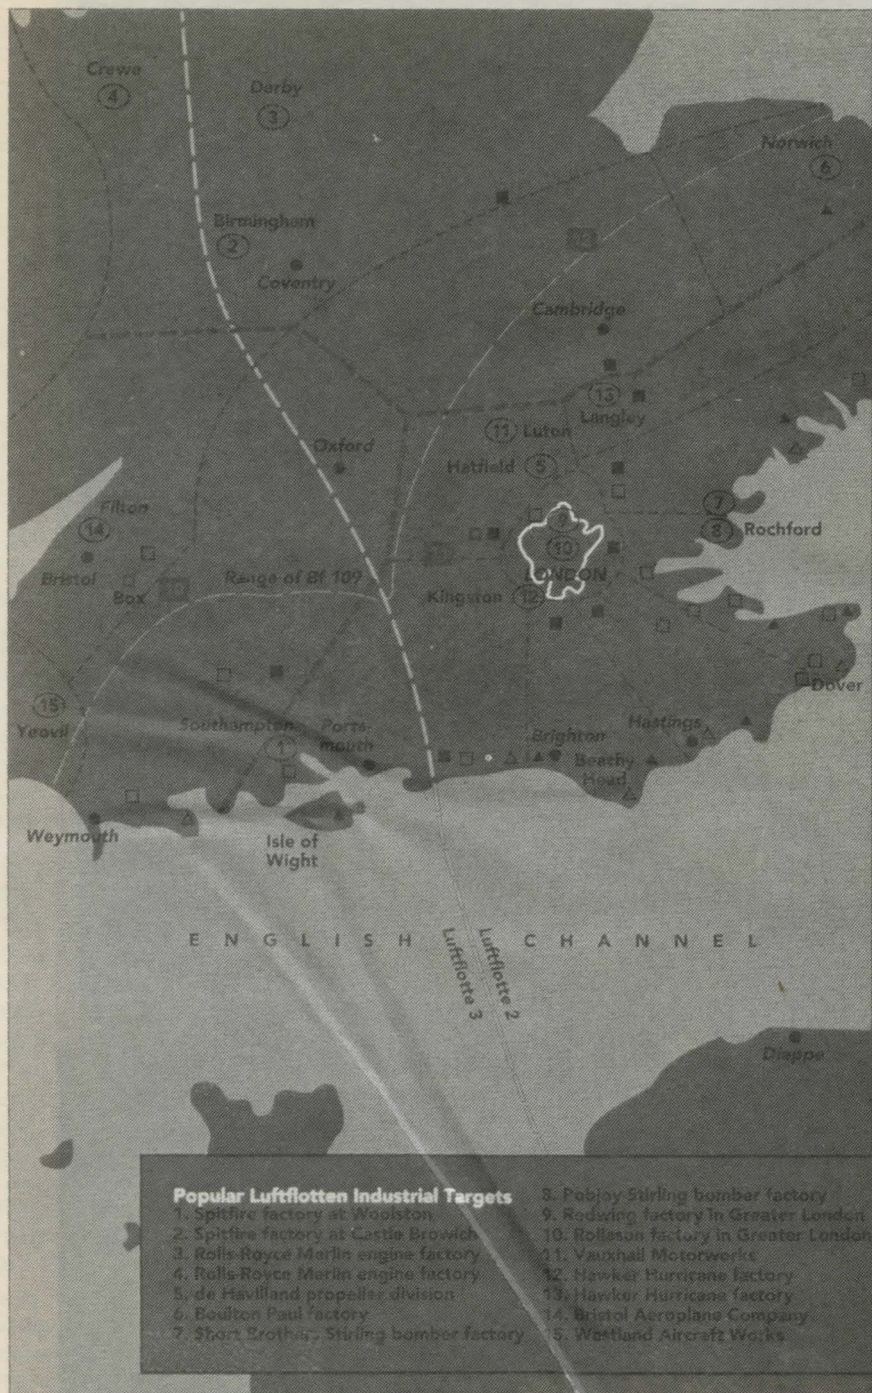 Crewe
4
Derby
3
Norwich
6
Birmingham
2
Coventry
Cambridge
13
Langley
11 Luton
Oxford
Hatfield 5
7
8 Rochford
9
10
LONDON
Filton
14
Bristol
Box
Range of Bf 109
Kingston 12
15
Yeovil
Southampton
1
Ports-
mouth
Brighton
Hastings
Dover
Beachy
Head
Weymouth
Isle of
Wight
ENGLISH CHANNEL
Luftflotte 2
Luftflotte 3
Dieppe
Popular Luftflotten Industrial Targets
1. Spitfire factory at Woolston
2. Spitfire factory at Castle Browich
3. Rolls-Royce Merlin engine factory
4. Rolls-Royce Merlin engine factory
5. de Havilland propeller division
6. Boulton Paul factory
7. Short Brothers Stirling bomber factory
8. Pobjoy Stirling bomber factory
9. Redwing factory in Greater London
10. Rollason factory in Greater London
11. Vauxhall Motorworks
12. Hawker Hurricane factory
13. Hawker Hurricane factory
14. Bristol Aeroplane Company
15. Westland Aircraft Works